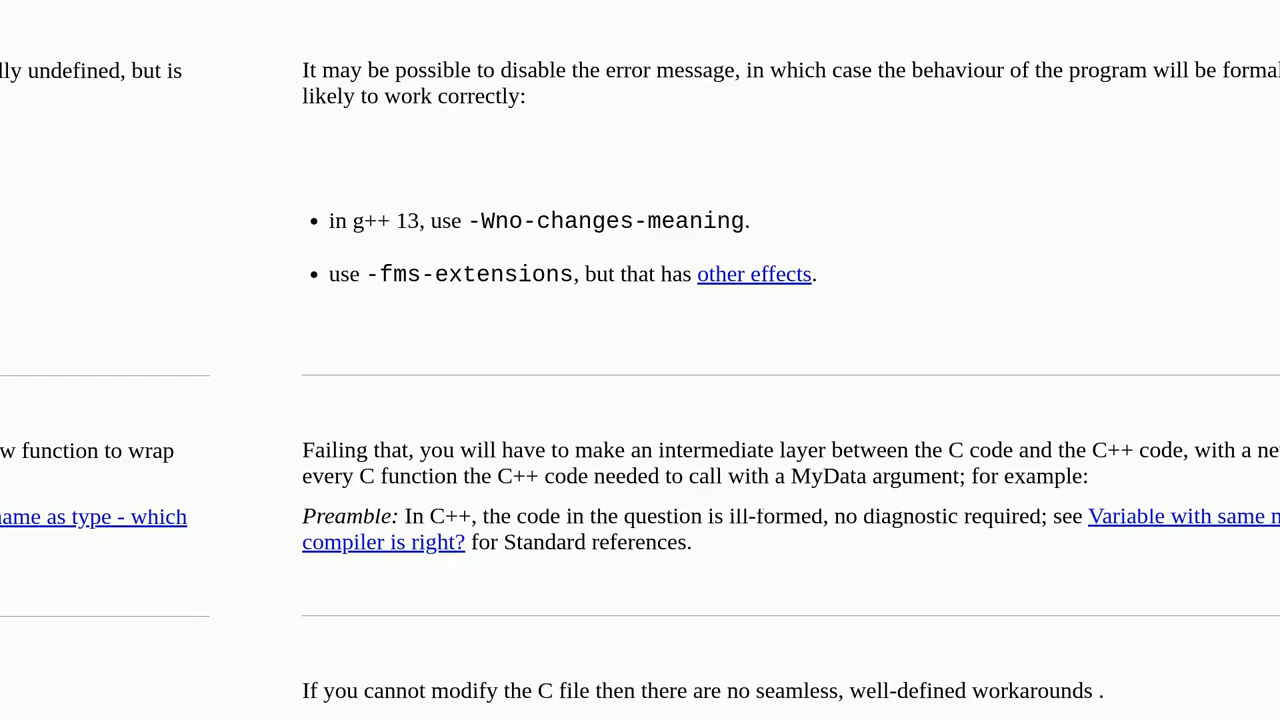 lly undefined, but is
w function to wrap
name as type - which
It may be possible to disable the error message, in which case the behaviour of the program will be formal
likely to work correctly:
• in g++ 13, use -Wno-changes-meaning.
• use -fms-extensions, but that has other effects.
Failing that, you will have to make an intermediate layer between the C code and the C++ code, with a ne
every C function the C++ code needed to call with a MyData argument; for example:
Preamble: In C++, the code in the question is ill-formed, no diagnostic required; see Variable with same n
compiler is right? for Standard references.
If you cannot modify the C file then there are no seamless, well-defined workarounds .